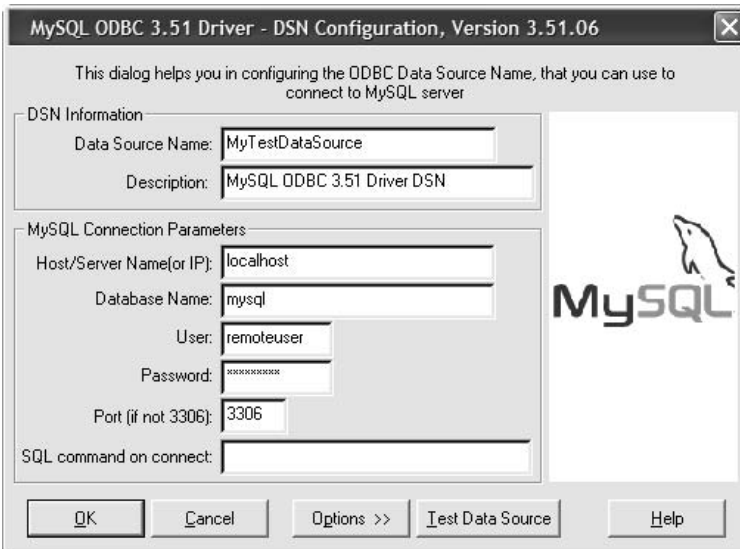 MySQL ODBC 3.51 Driver - DSN Configuration, Version 3.51.06
This dialog helps you in configuring the ODBC Data Source Name, that you can use to
connect to MySQL server
DSN Information
Data Source Name: MyTestDataSource
Description: MySQL ODBC 3.51 Driver DSN
MySQL Connection Parameters
Host/Server Name(or IP): localhost
Database Name: mysql
User: remoteuser
Password: *********
Port (if not 3306): 3306
SQL command on connect:
MySQL
OK Cancel Options >> Test Data Source Help